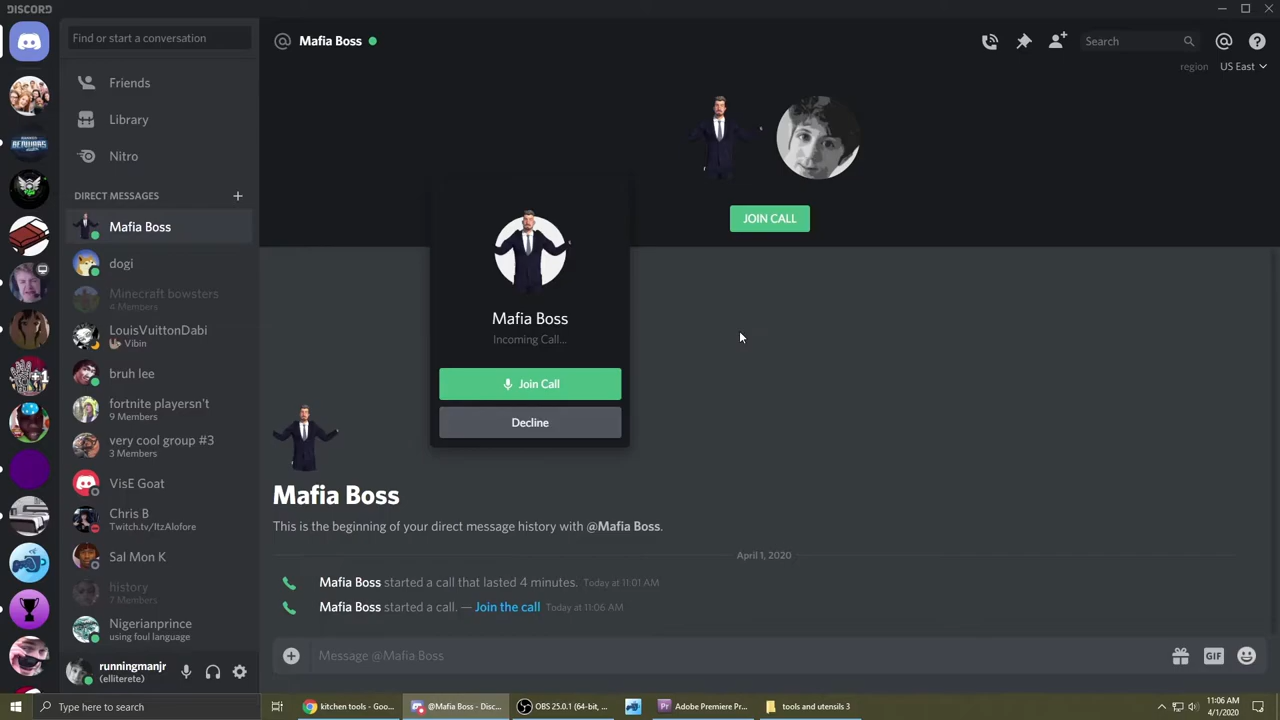 DISCORD
Find or start a conversation
Friends
Library
Nitro
DIRECT MESSAGES
Mafia Boss
dogi
Minecraft bowsters
4 Members
LouisVuittonDabi
Vibin
bruh lee
fortnite playersn't
9 Members
very cool group #3
3 Members
VisE Goat
Chris B
Twitch.tv/ItzAlofore
Sal Mon K
history
7 Members
Nigerianprince
using foul language
runningmanjr
(elliterete)
Mafia Boss
Search
region US East
JOIN CALL
Mafia Boss
Incoming Call...
Join Call
Decline
Mafia Boss
This is the beginning of your direct message history with @Mafia Boss.
April 1, 2020
Mafia Boss started a call that lasted 4 minutes. Today at 11:01 AM
Mafia Boss started a call. — Join the call Today at 11:06 AM
Message @Mafia Boss
GIF
Type here to search
kitchen tools - Goo...
@Mafia Boss - Disc...
OBS 25.0.1 (64-bit, ...
Adobe Premiere Pr...
tools and utensils 3
11:06 AM
4/1/2020